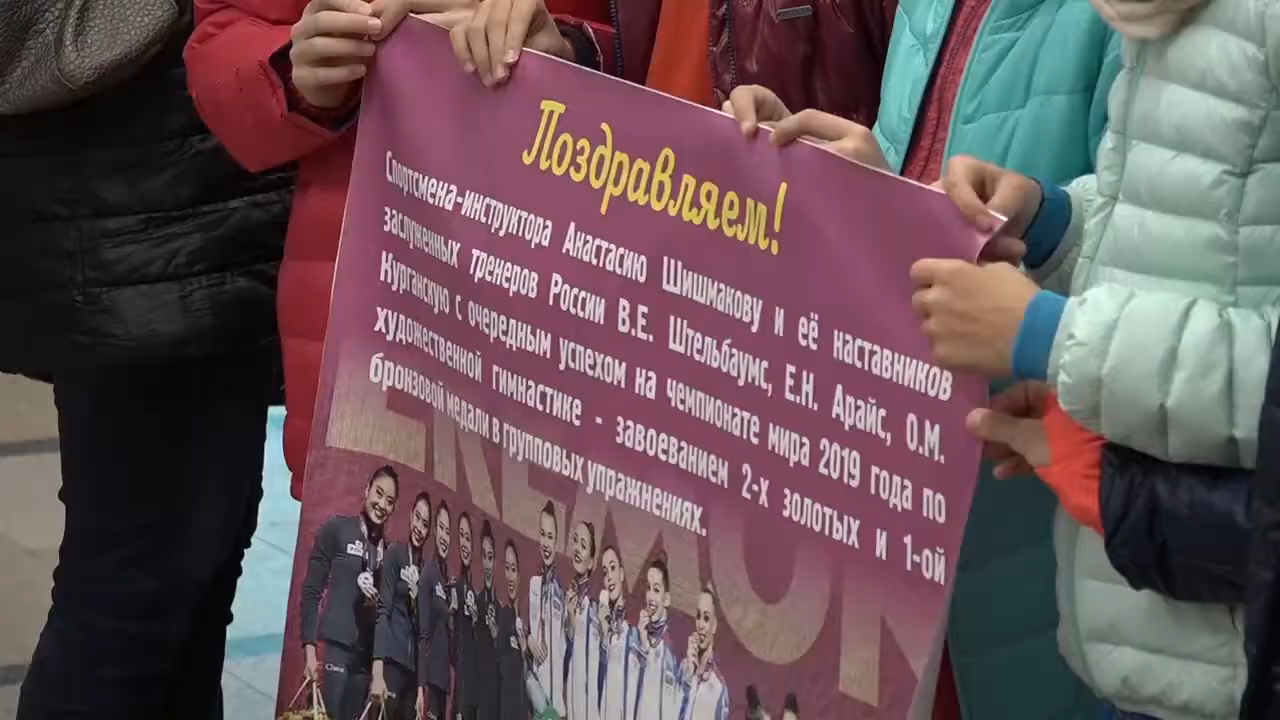 Поздравляем!
Спортсмена-инструктора Анастасию Шишмакову и её наставников
заслуженных тренеров России В.Е. Штельбаумс, Е.Н. Арайс, О.М.
Курганскую с очередным успехом на чемпионате мира 2019 года по
художественной гимнастике - завоеванием 2-х золотых и 1-ой
бронзовой медали в групповых упражнениях.